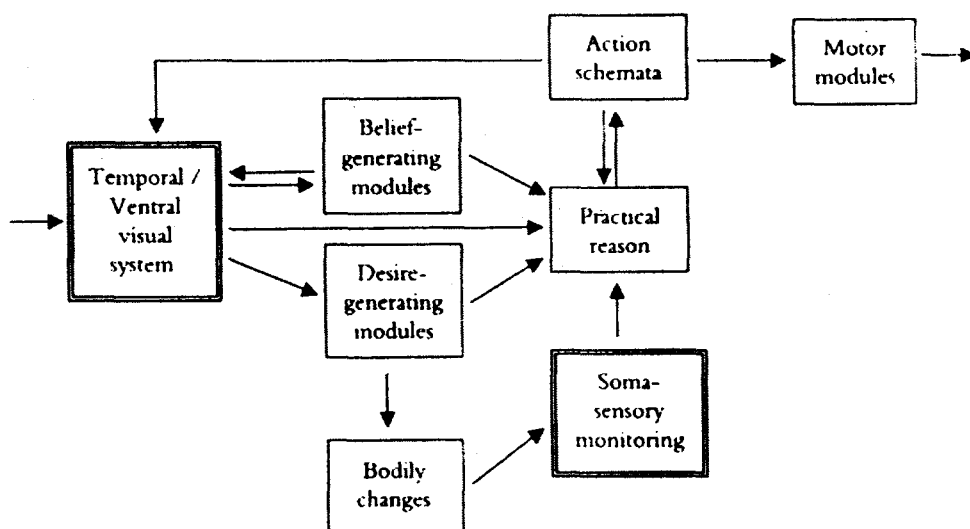 Action
schemata
Motor
modules
Belief-
generating
modules
Temporal /
Ventral
visual
system
Practical
reason
Desire-
generating
modules
Soma-
sensory
monitoring
Bodily
changes